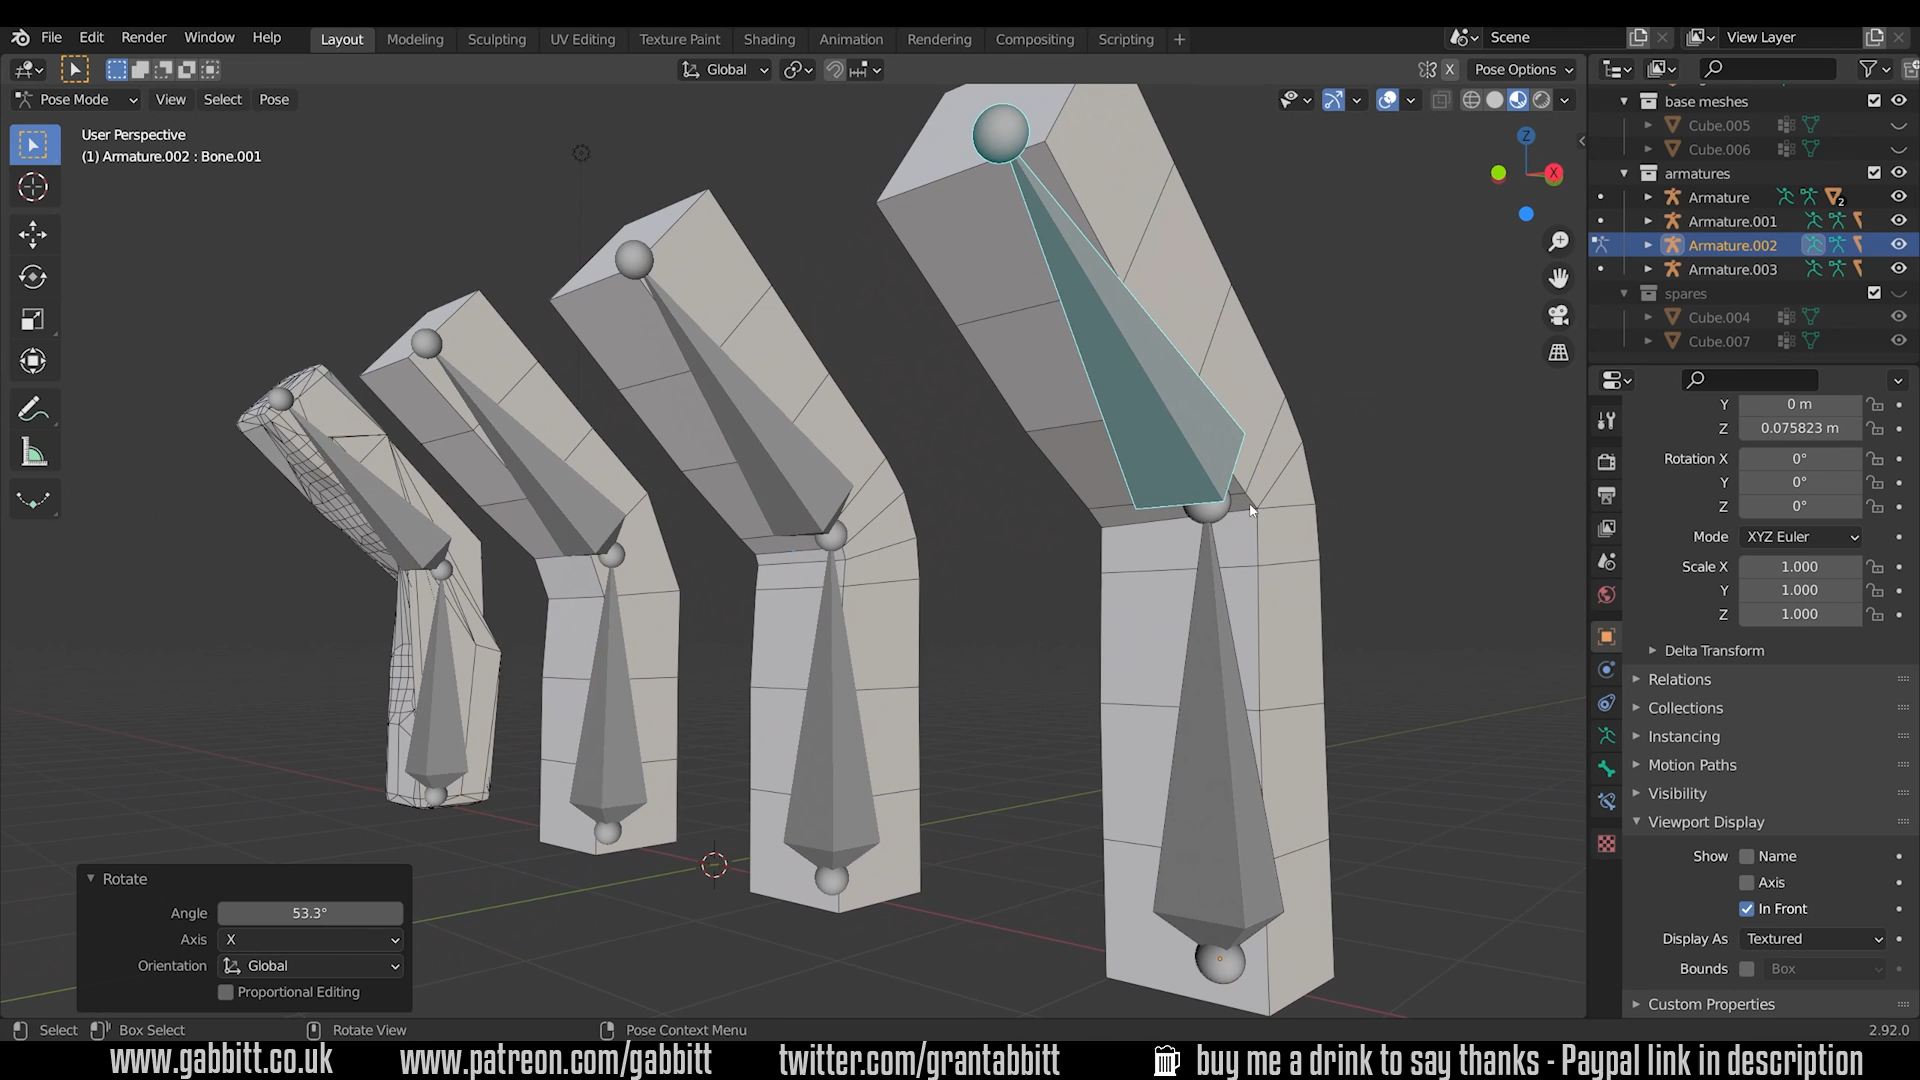 File Edit Render Window Help Layout Modeling Sculpting UV Editing Texture Paint Shading Animation Rendering Compositing Scripting + Scene View Layer
Global X Pose Options
Pose Mode View Select Pose
User Perspective
(1) Armature.002 : Bone.001
Z
X
base meshes
Cube.005
Cube.006
armatures
Armature 2
Armature.001
Armature.002
Armature.003
spares
Cube.004
Cube.007
Y 0 m
Z 0.075823 m
Rotation X 0°
Y 0°
Z 0°
Mode XYZ Euler
Scale X 1.000
Y 1.000
Z 1.000
Delta Transform
Relations
Collections
Instancing
Motion Paths
Visibility
Viewport Display
Show Name
Axis
In Front
Display As Textured
Bounds Box
Custom Properties
Rotate
Angle 53.3°
Axis X
Orientation Global
Proportional Editing
Select Box Select Rotate View Pose Context Menu 2.92.0
www.gabbitt.co.uk www.patreon.com/gabbitt twitter.com/grantabbitt buy me a drink to say thanks - Paypal link in description